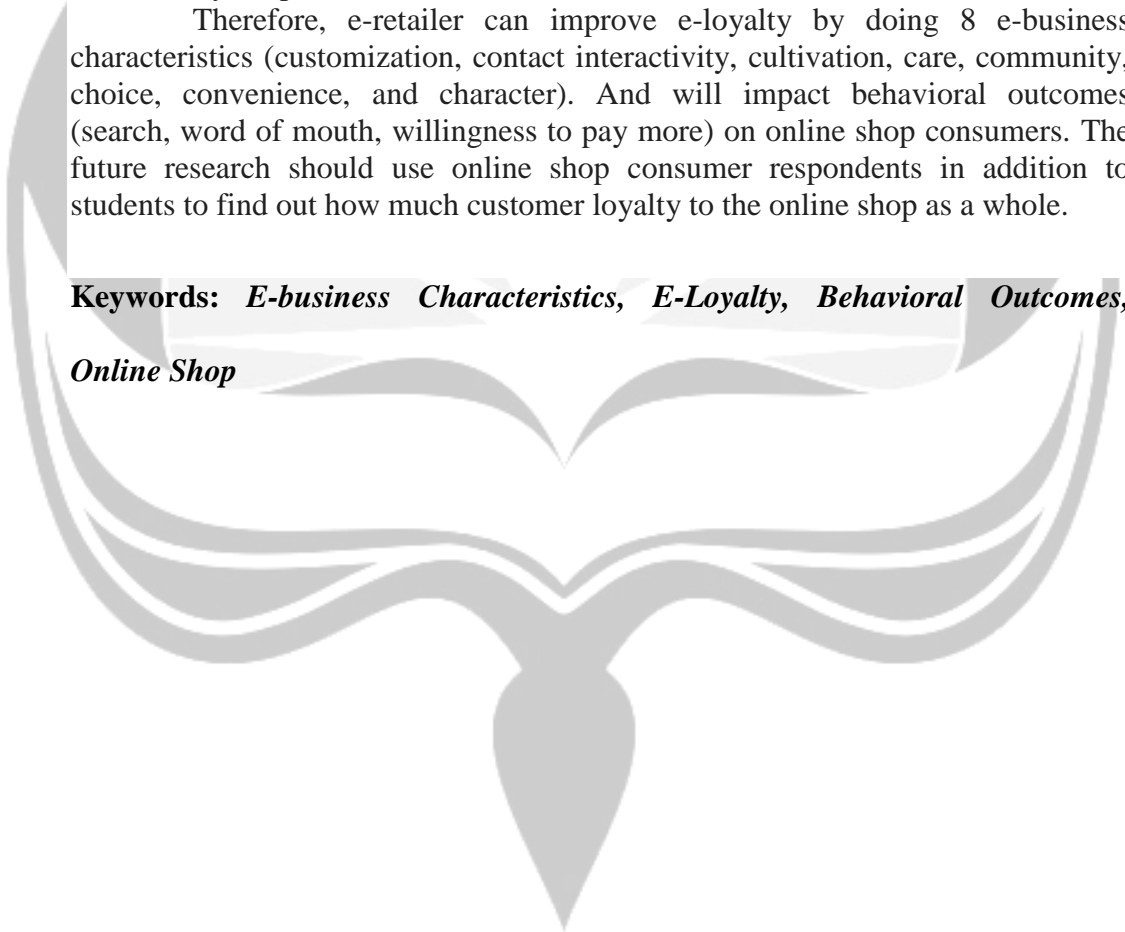 Therefore, e-retailer can improve e-loyalty by doing 8 e-business
characteristics (customization, contact interactivity, cultivation, care, community,
choice, convenience, and character). And will impact behavioral outcomes
(search, word of mouth, willingness to pay more) on online shop consumers. The
future research should use online shop consumer respondents in addition to
students to find out how much customer loyalty to the online shop as a whole.
Keywords: E-business Characteristics, E-Loyalty, Behavioral Outcomes,
Online Shop